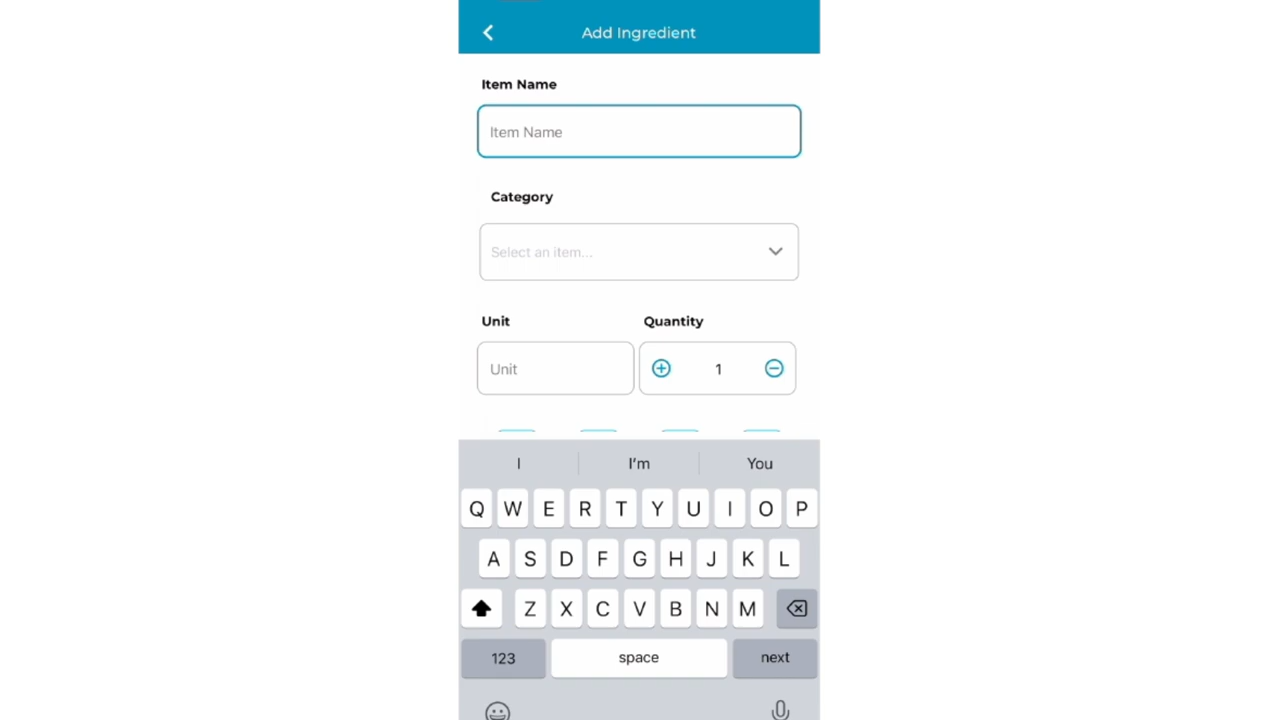 Add Ingredient
Item Name
Item Name
Category
Select an item...
Unit Quantity
Unit 1
I I'm You
Q W E R T Y U I O P
A S D F G H J K L
Z X C V B N M
123 space next